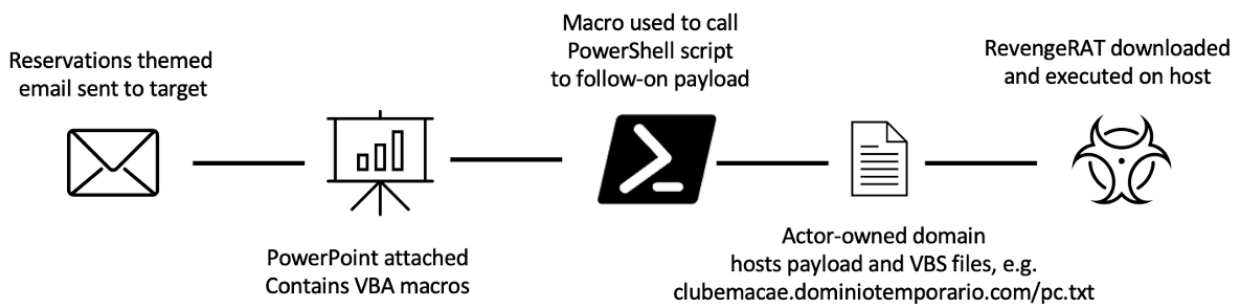 Reservations themed
email sent to target
PowerPoint attached
Contains VBA macros
Macro used to call
PowerShell script
to follow-on payload
Actor-owned domain
hosts payload and VBS files, e.g.
clubemacae.dominiotemporario.com/pc.txt
RevengeRAT downloaded
and executed on host